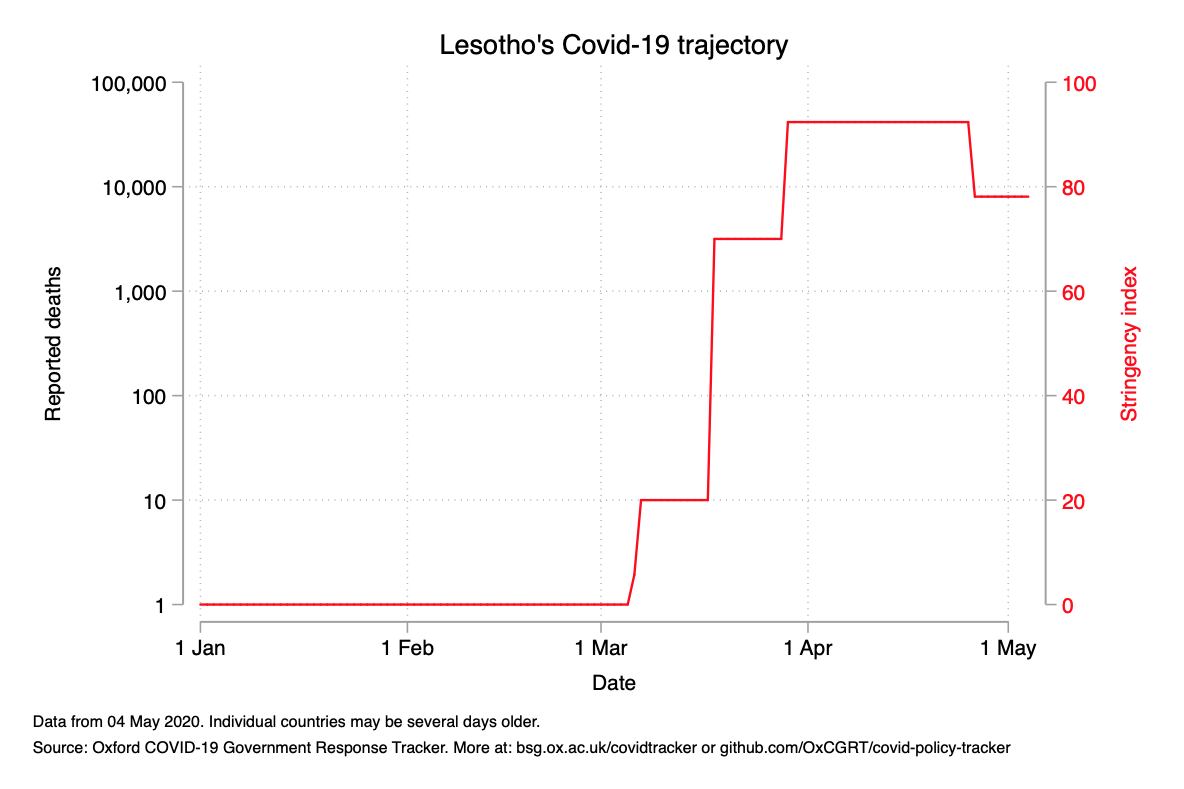 Lesotho's Covid-19 trajectory
100,000
10,000
1,000
100
10
1
Reported deaths
100
80
60
40
20
0
Stringency index
1 Jan 1 Feb 1 Mar 1 Apr 1 May
Date
Data from 04 May 2020. Individual countries may be several days older.
Source: Oxford COVID-19 Government Response Tracker. More at: bsg.ox.ac.uk/covidtracker or github.com/OxCGRT/covid-policy-tracker